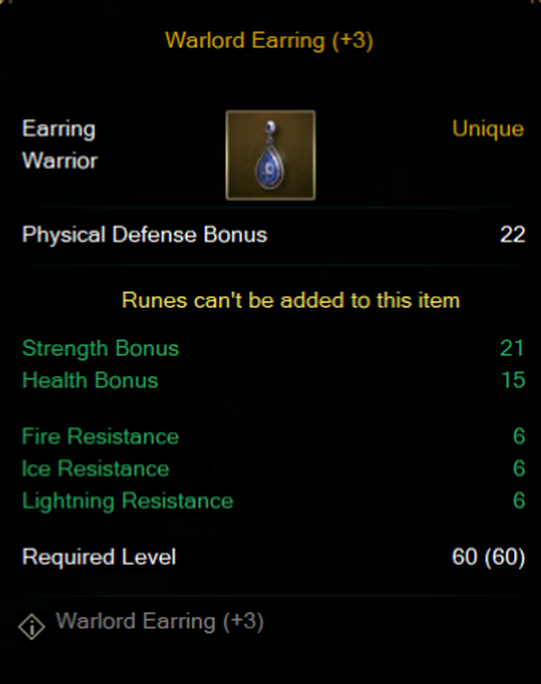 Warlord Earring (+3)
Earring Unique
Warrior
Physical Defense Bonus 22
Runes can't be added to this item
Strength Bonus 21
Health Bonus 15
Fire Resistance 6
Ice Resistance 6
Lightning Resistance 6
Required Level 60 (60)
Warlord Earring (+3)